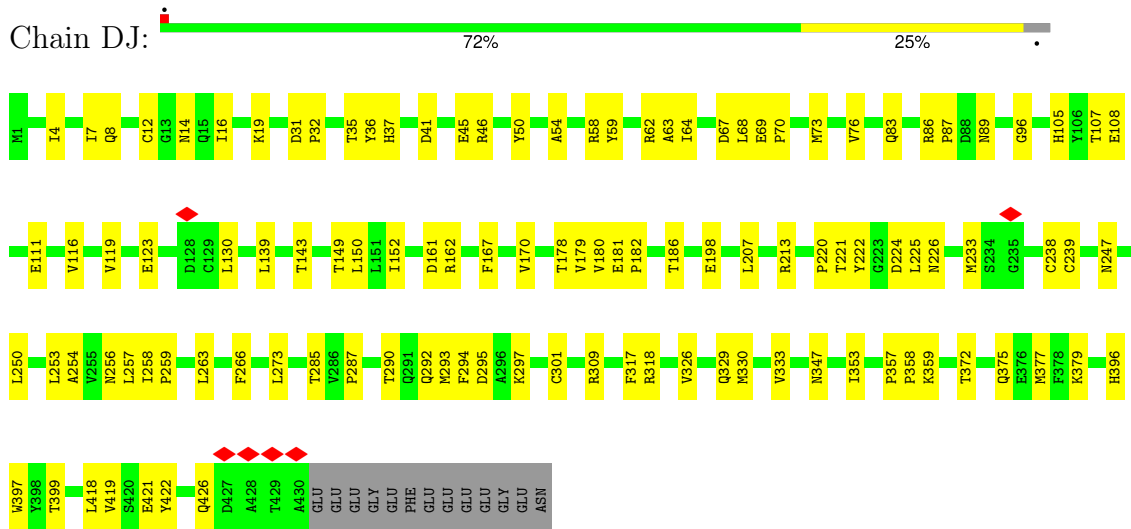 Chain DJ:
72% 25%
M1 I4 I7 Q8 C12 G13 N14 Q15 I16 K19 D31 P32 T35 Y36 H37 D41 E45 R46 Y50 A54 R58 Y59 R62 A63 I64 D67 L68 E69 P70 M73 V76 Q83 R86 P87 D88 N89 G96 H105 Y106 T107 E108
E111 V116 V119 E123 D128 C129 L130 L139 T143 T149 L150 L151 I152 D161 R162 F167 V170 T178 V179 V180 E181 P182 T186 E198 L207 R213 P220 T221 Y222 G223 D224 L225 N226 M233 S234 G235 C238 C239 N247
L250 L253 A254 V255 N256 L257 I258 P259 L263 F266 L273 T285 V286 P287 T290 Q291 Q292 M293 F294 D295 A296 K297 C301 R309 F317 R318 V326 Q329 M330 V333 N347 I353 P357 P358 K359 T372 Q375 E376 M377 F378 K379 H396
W397 Y398 T399 L418 V419 S420 E421 Y422 Q426 D427 A428 T429 A430 GLU GLU GLU GLY GLU PHE GLU GLU GLU GLU GLY GLU ASN